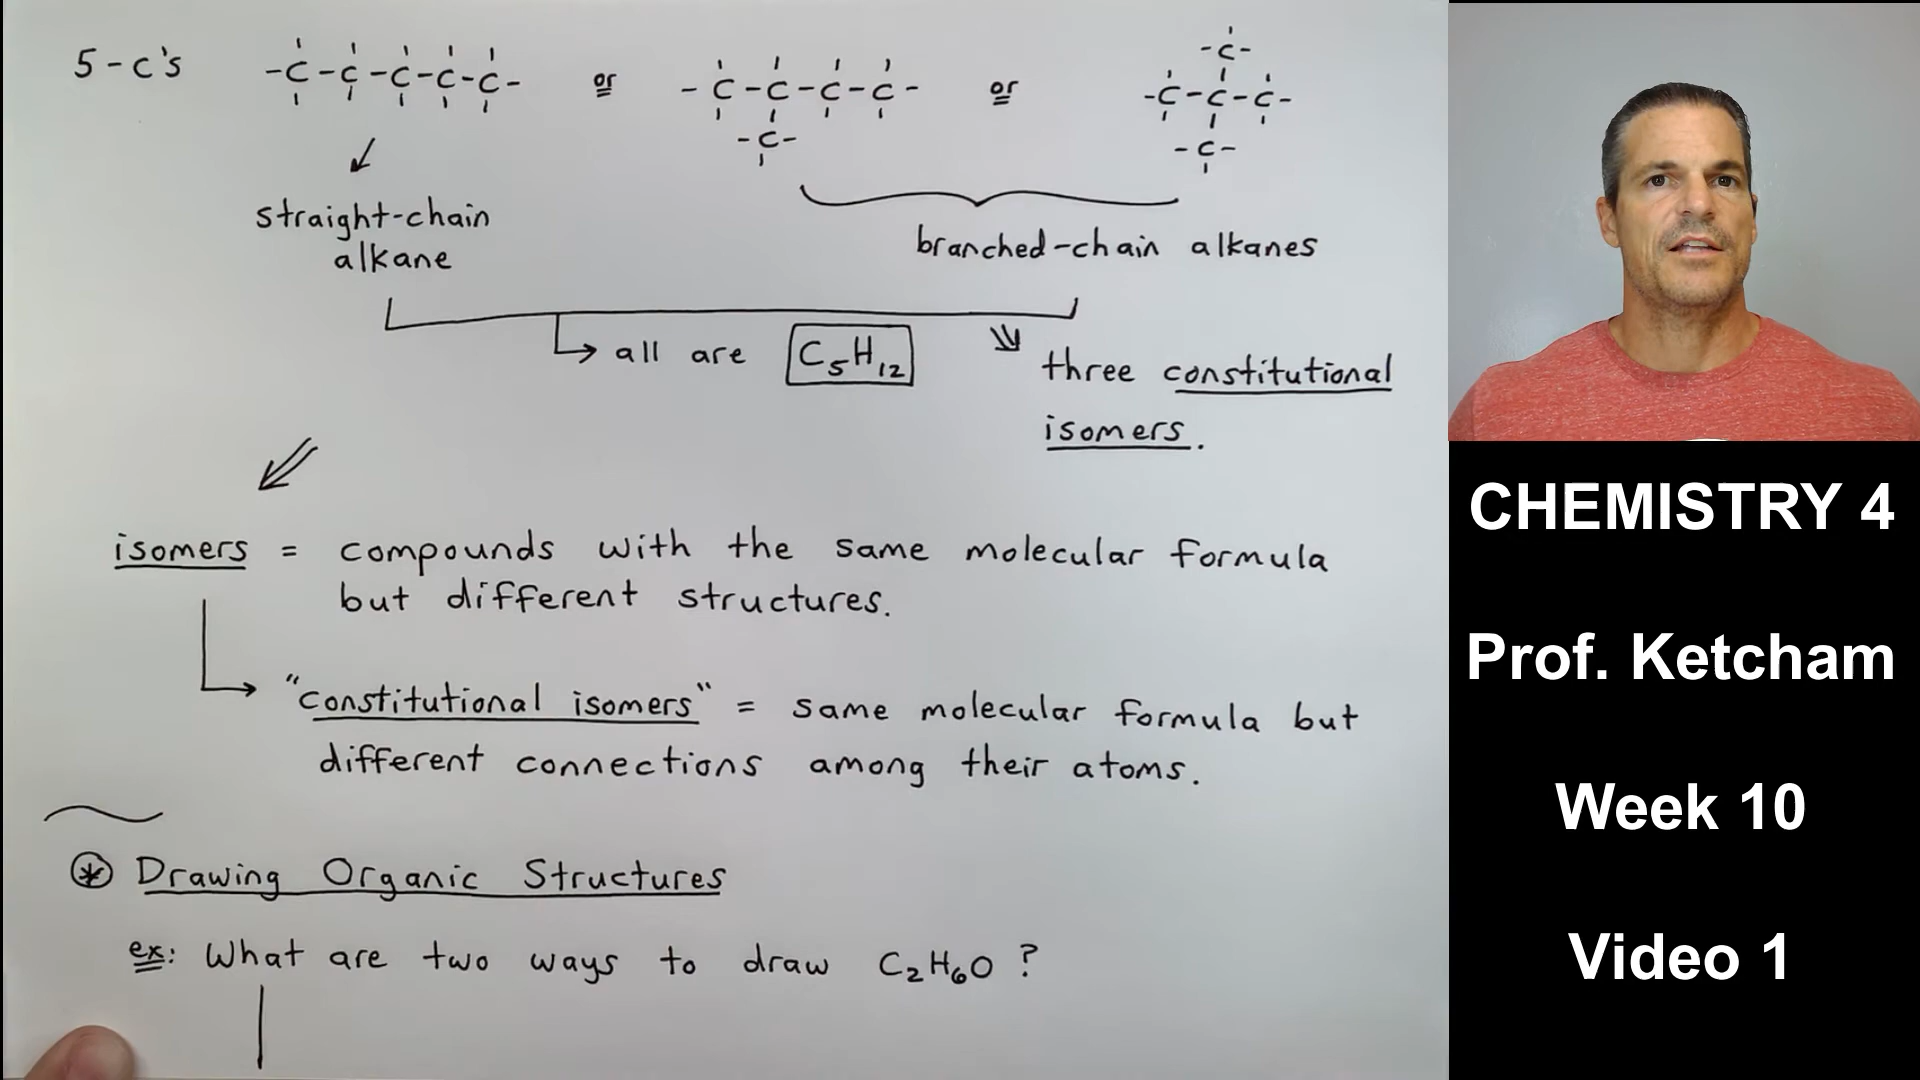 5-C's -C-C-C-C-C- or -C-C-C-C- or -C-
-C-C-C-
-C- -C-
straight-chain
alkane
branched-chain alkanes
all are C₅H₁₂
three constitutional
isomers.
isomers = compounds with the same molecular formula
but different structures.
"constitutional isomers" = same molecular formula but
different connections among their atoms.
* Drawing Organic Structures
ex: What are two ways to draw C₂H₆O ?
CHEMISTRY 4
Prof. Ketcham
Week 10
Video 1